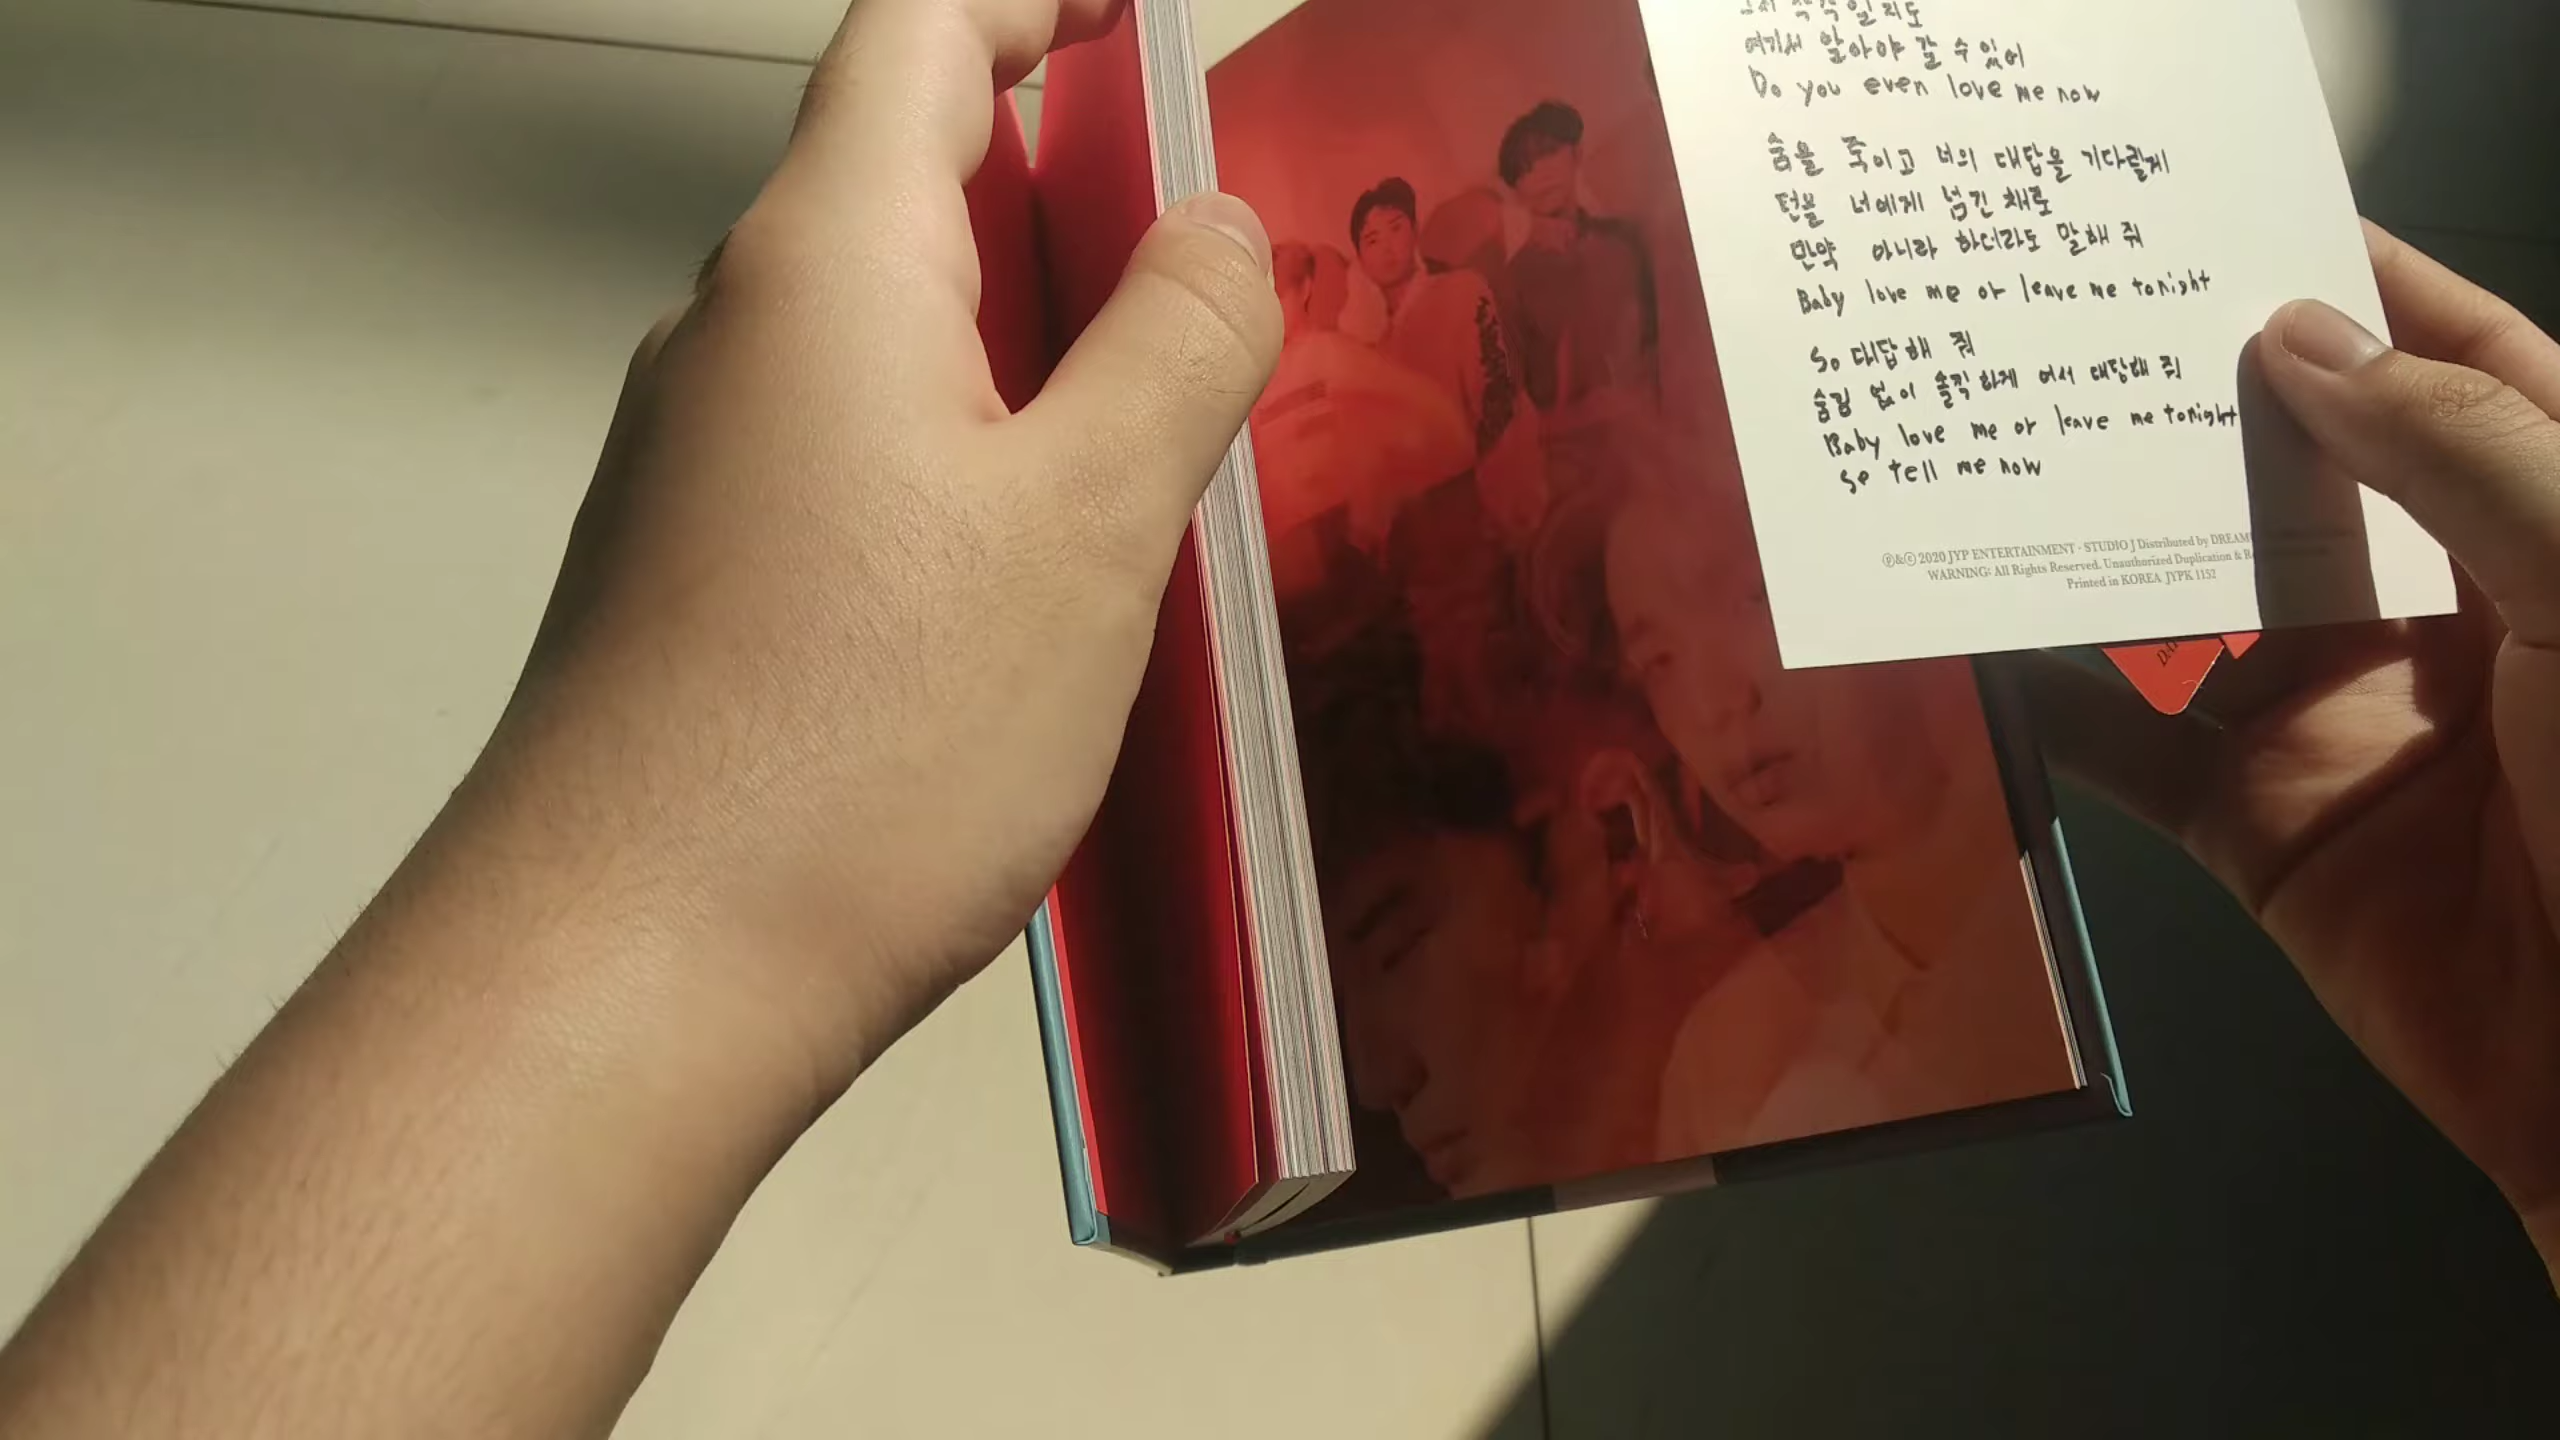 여기서 알아야 갈 수 있어
Do you even love me now
숨을 죽이고 너의 대답을 기다릴게
턴을 너에게 넘긴 채로
만약 아니라 하더라도 말해 줘
Baby love me or leave me tonight
So 대답해 줘
숨김 없이 솔직하게 어서 대답해 줘
Baby love me or leave me tonight
So tell me now
Ⓟ&ⓒ 2020 JYP ENTERTAINMENT - STUDIO J Distributed by
WARNING: All Rights Reserved. Unauthorized Duplication &
Printed in KOREA JYPK 1152